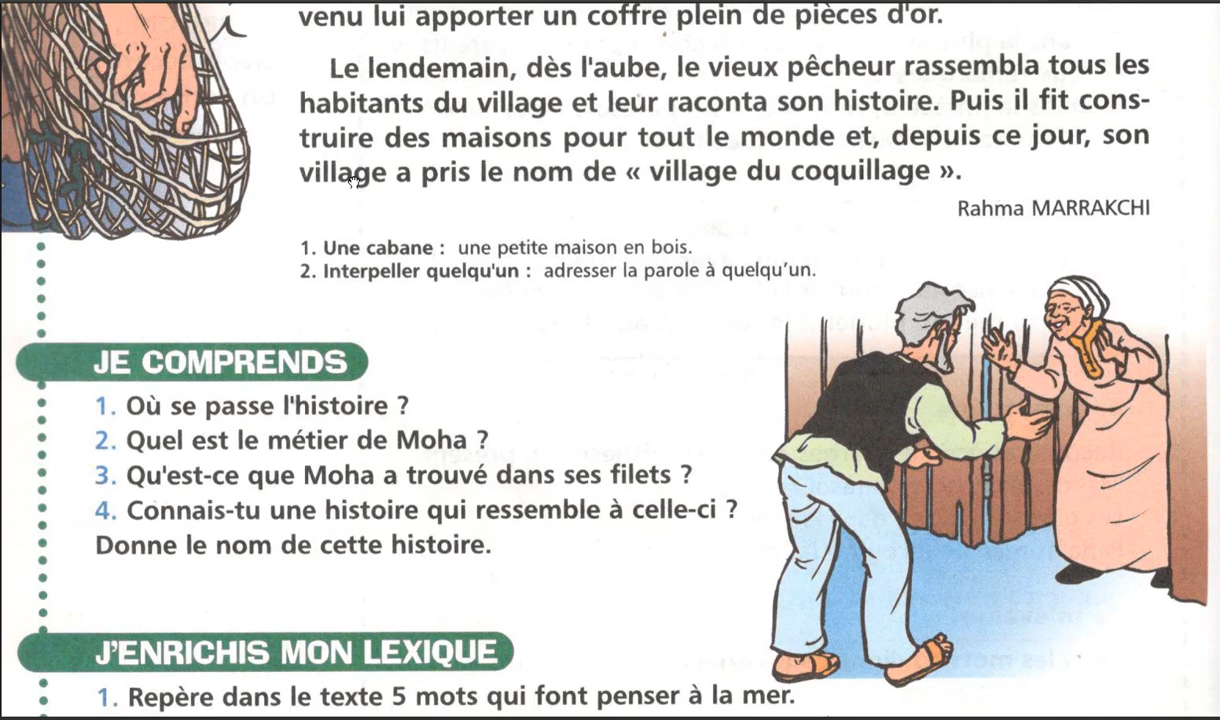 venu lui apporter un coffre plein de pièces d'or.
Le lendemain, dès l'aube, le vieux pêcheur rassembla tous les
habitants du village et leur raconta son histoire. Puis il fit cons-
truire des maisons pour tout le monde et, depuis ce jour, son
village a pris le nom de « village du coquillage ».
Rahma MARRAKCHI
1. Une cabane : une petite maison en bois.
2. Interpeller quelqu'un : adresser la parole à quelqu'un.
JE COMPRENDS
1. Où se passe l'histoire ?
2. Quel est le métier de Moha ?
3. Qu'est-ce que Moha a trouvé dans ses filets ?
4. Connais-tu une histoire qui ressemble à celle-ci ?
Donne le nom de cette histoire.
J'ENRICHIS MON LEXIQUE
1. Repère dans le texte 5 mots qui font penser à la mer.